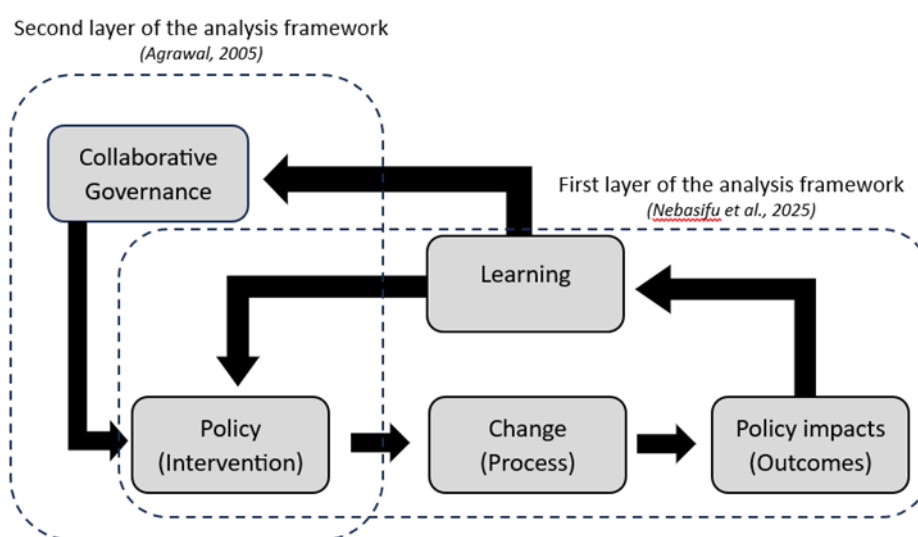 Second layer of the analysis framework
(Agrawal, 2005)
Collaborative
Governance
First layer of the analysis framework
(Nebasifu et al., 2025)
Learning
Policy
(Intervention)
Change
(Process)
Policy impacts
(Outcomes)